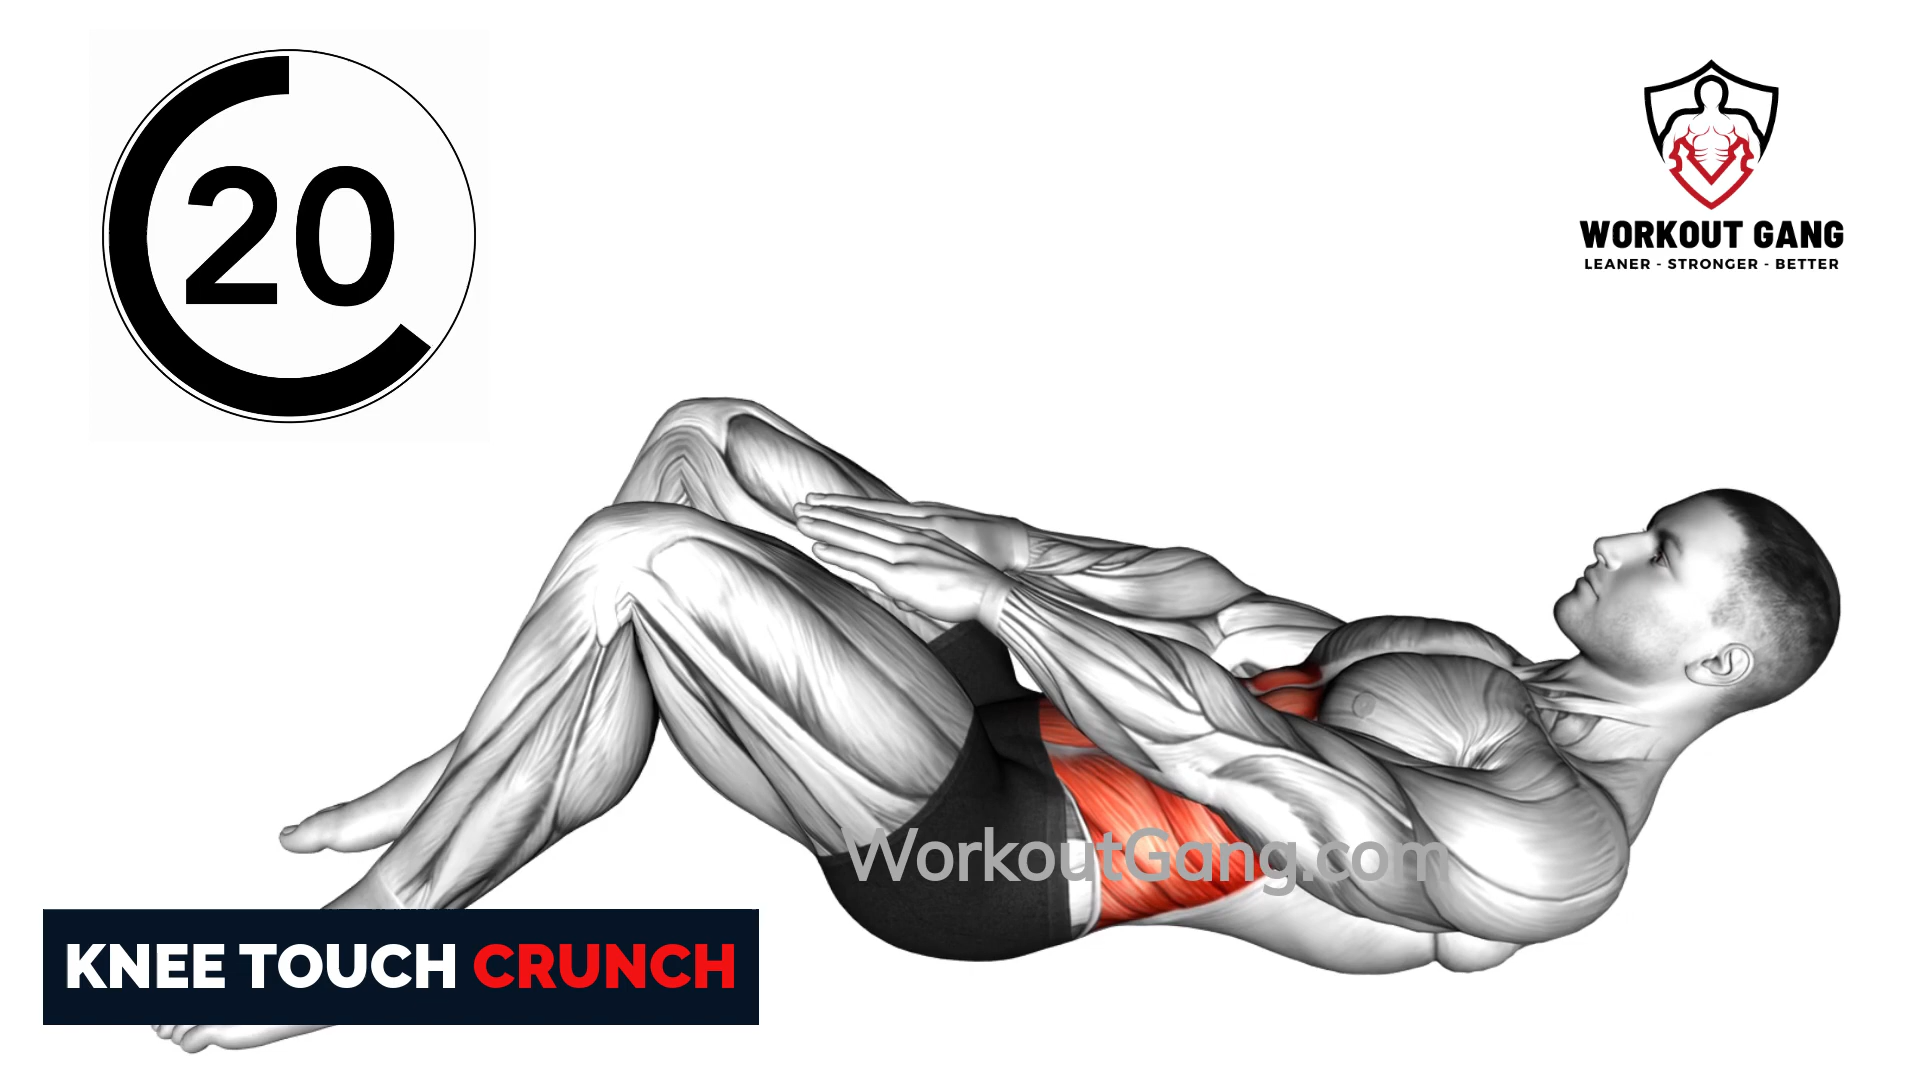 20
WORKOUT GANG
LEANER - STRONGER - BETTER
WorkoutGang.com
KNEE TOUCH CRUNCH